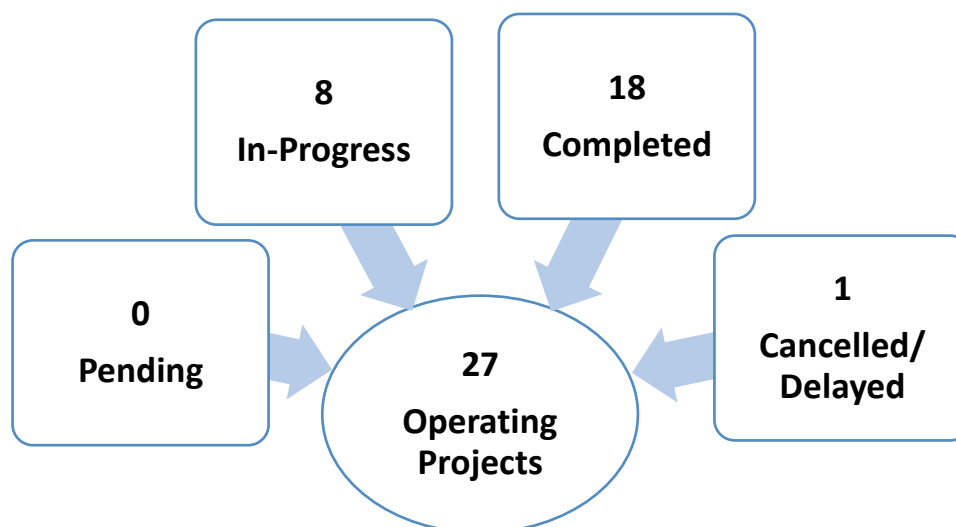 8
In-Progress
18
Completed
0
Pending
1
Cancelled/
Delayed
27
Operating
Projects